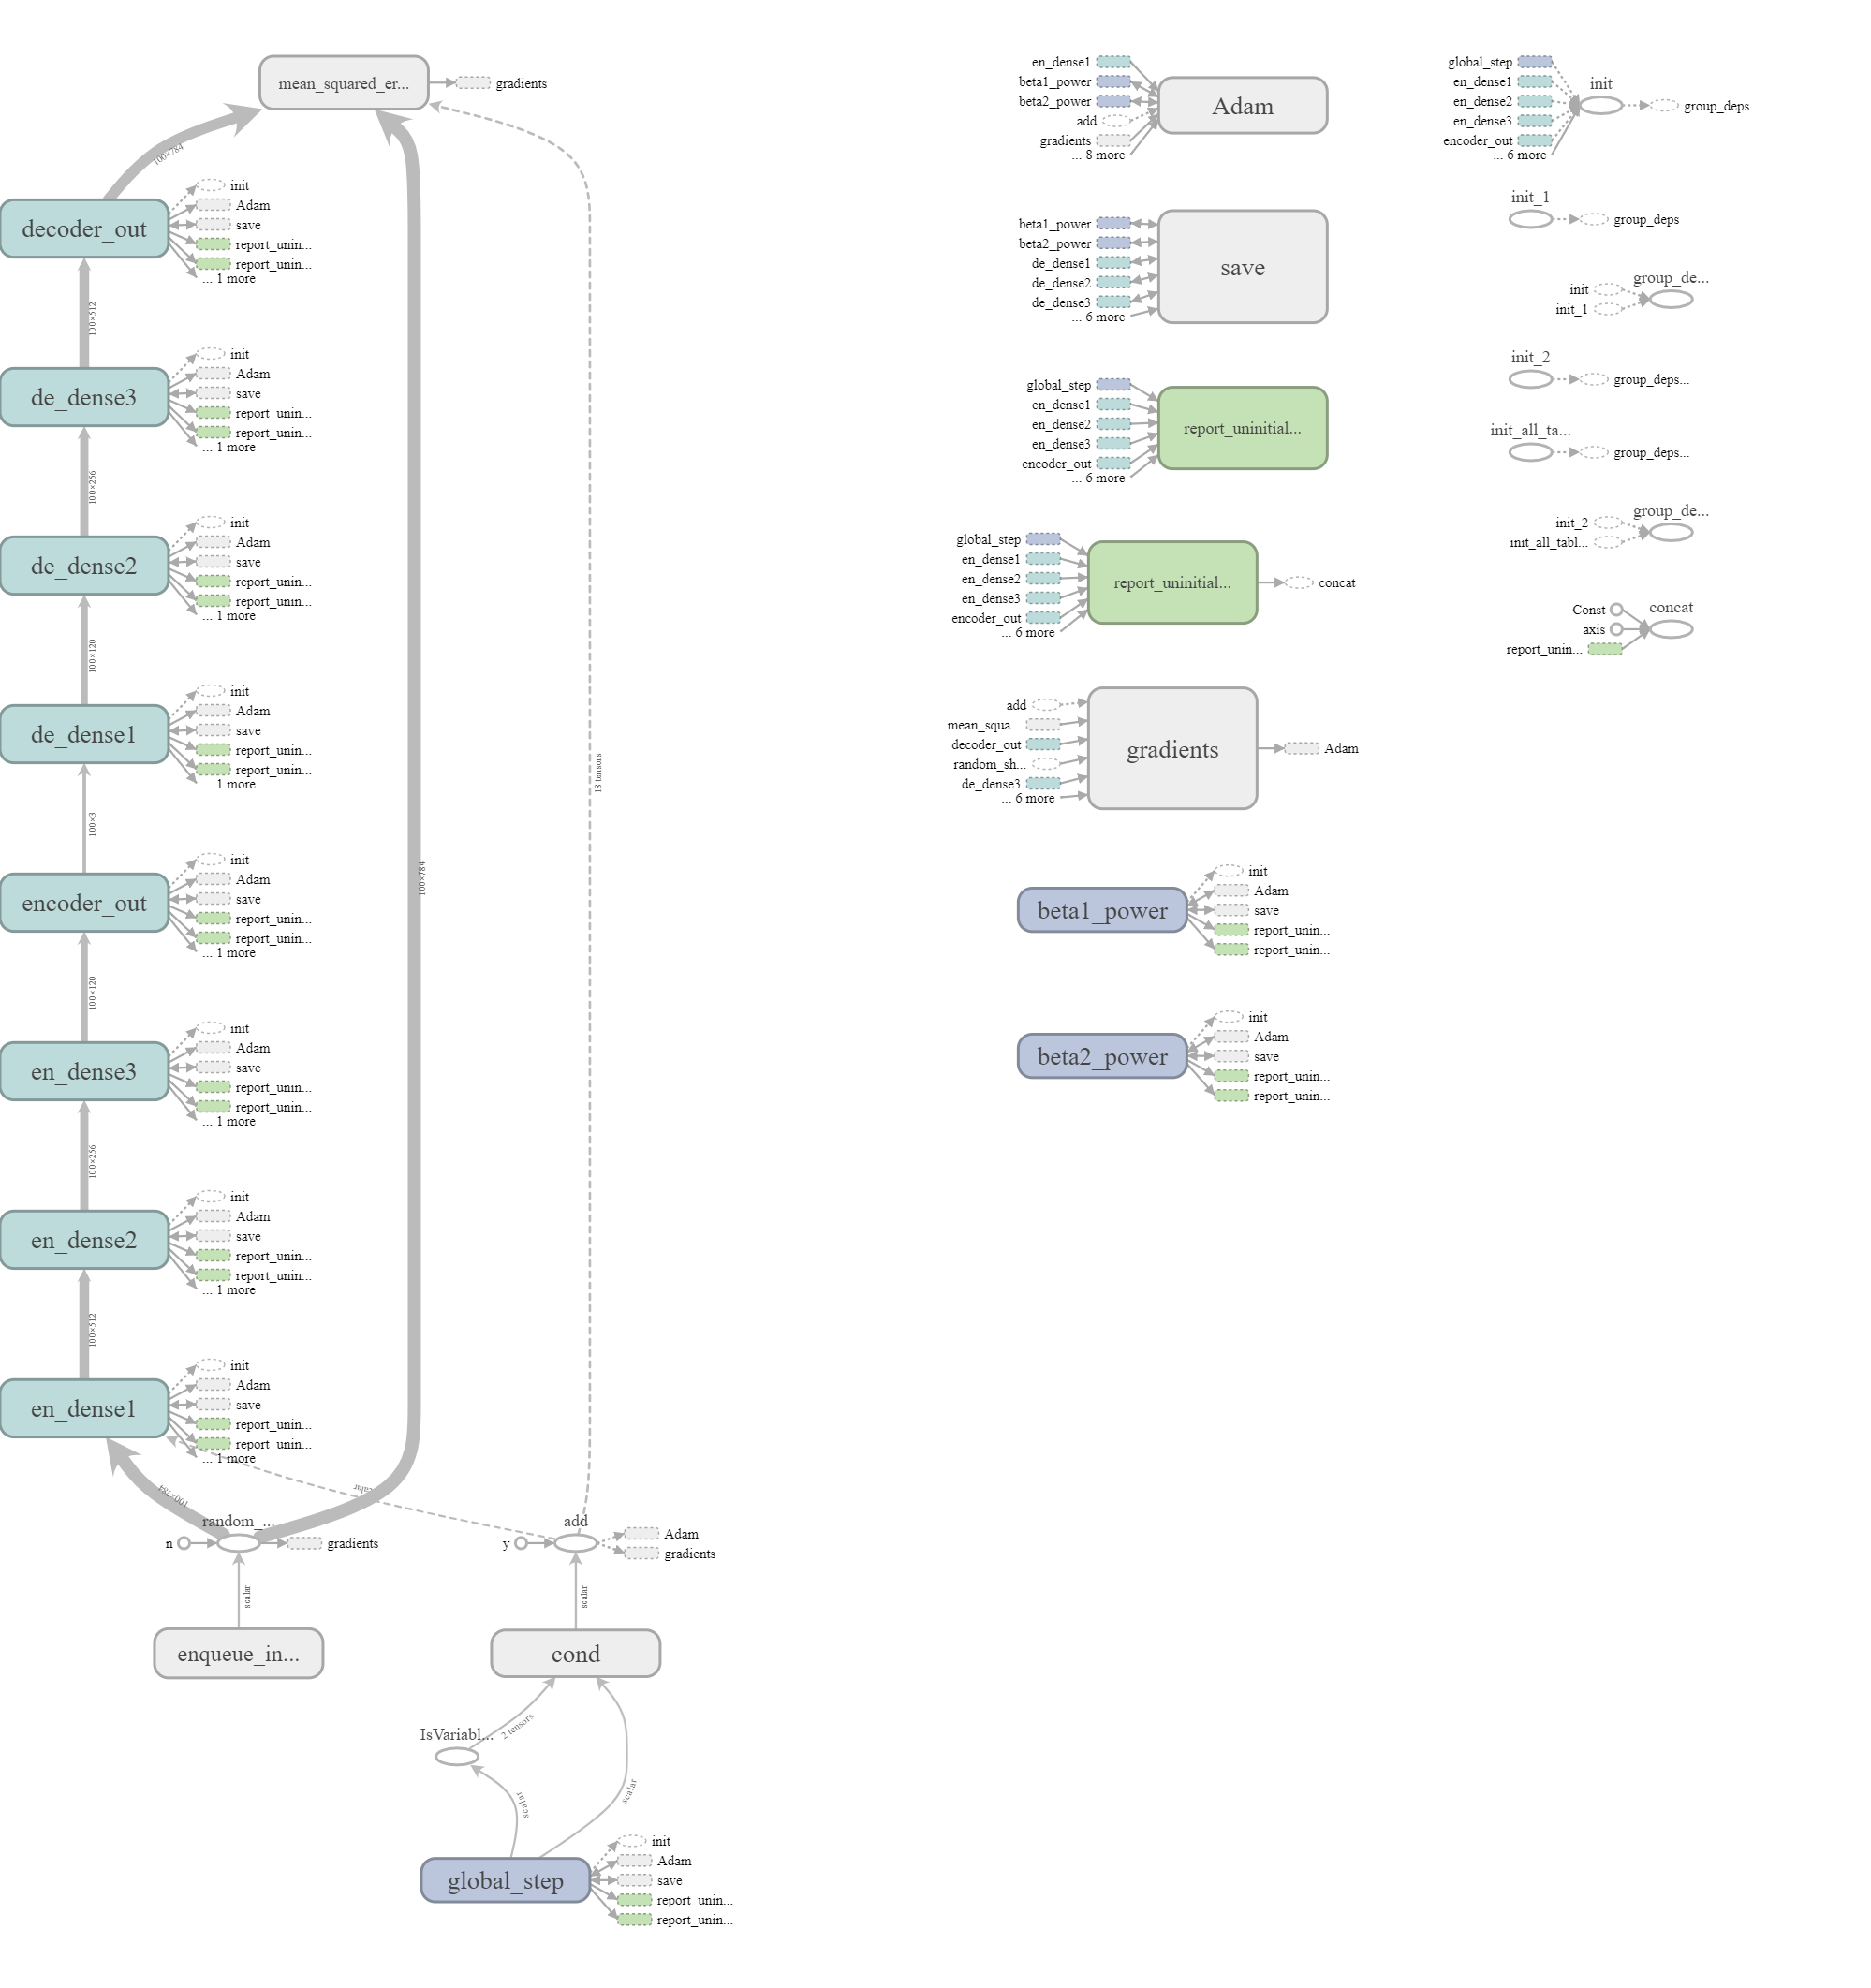 mean_squared_er...
gradients
100×784
decoder_out
init
Adam
save
report_unin...
report_unin...
... 1 more
100×512
de_dense3
init
Adam
save
report_unin...
report_unin...
... 1 more
100×256
de_dense2
init
Adam
save
report_unin...
report_unin...
... 1 more
100×120
de_dense1
init
Adam
save
report_unin...
report_unin...
... 1 more
100×3
encoder_out
init
Adam
save
report_unin...
report_unin...
... 1 more
100×120
en_dense3
init
Adam
save
report_unin...
report_unin...
... 1 more
100×256
en_dense2
init
Adam
save
report_unin...
report_unin...
... 1 more
100×512
en_dense1
init
Adam
save
report_unin...
report_unin...
... 1 more
100×784
100×784
18 tensors
scalar
random_...
n
gradients
scalar
enqueue_in...
add
y
Adam
gradients
scalar
cond
IsVariabl...
2 tensors
scalar
scalar
global_step
init
Adam
save
report_unin...
report_unin...
en_dense1
beta1_power
beta2_power
add
gradients
... 8 more
Adam
beta1_power
beta2_power
de_dense1
de_dense2
de_dense3
... 6 more
save
global_step
en_dense1
en_dense2
en_dense3
encoder_out
... 6 more
report_uninitial...
global_step
en_dense1
en_dense2
en_dense3
encoder_out
... 6 more
report_uninitial...
concat
add
mean_squa...
decoder_out
random_sh...
de_dense3
... 6 more
gradients
Adam
beta1_power
init
Adam
save
report_unin...
report_unin...
beta2_power
init
Adam
save
report_unin...
report_unin...
global_step
en_dense1
en_dense2
en_dense3
encoder_out
... 6 more
init
group_deps
init_1
group_deps
group_de...
init
init_1
init_2
group_deps...
init_all_ta...
group_deps...
group_de...
init_2
init_all_tabl...
concat
Const
axis
report_unin...